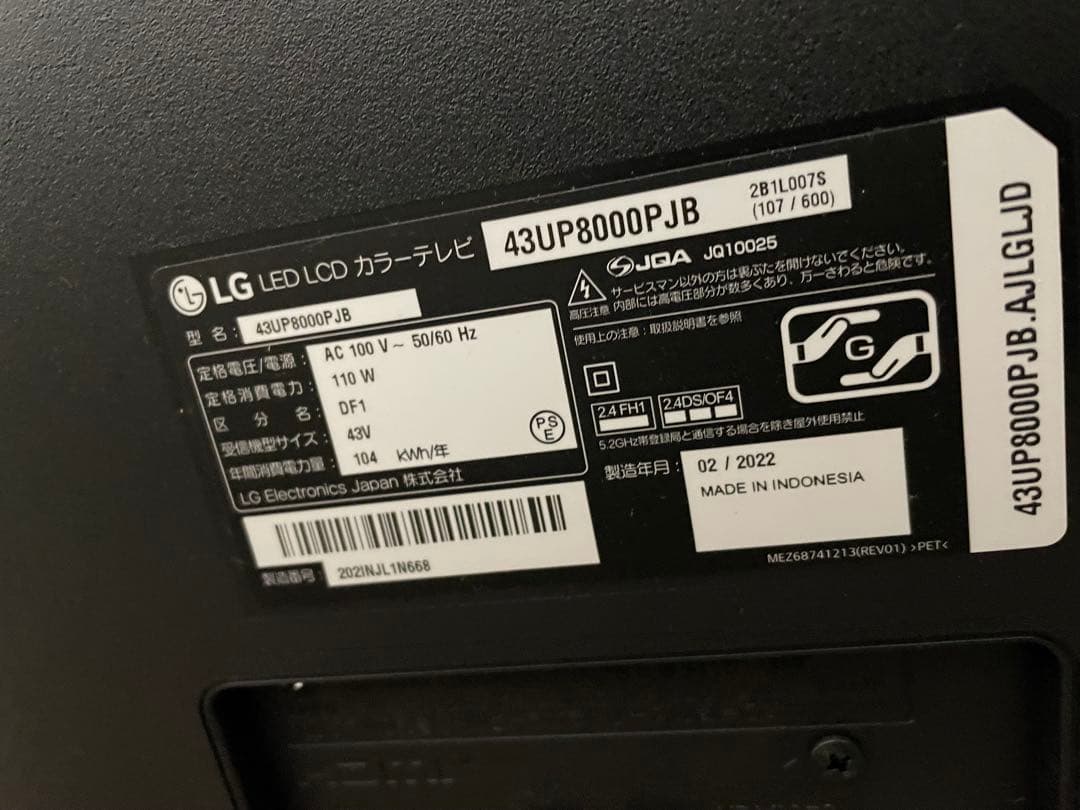 LG LED LCD カラーテレビ 43UP8000PJB 2B1L007S
(107 / 600)
型 名： 43UP8000PJB
定格電圧/電源： AC 100 V ~ 50/60 Hz
定格消費電力： 110 W
区 分 名： DF1
受信機型サイズ： 43V
年間消費電力量： 104 KWh/年
PS
E
LG Electronics Japan 株式会社
製造番号： 202INJL1N668
JQA JQ10025
高圧注意
サービスマン以外の方は裏ぶたを開けないでください。
内部には高電圧部分が数多くあり、万一さわると危険です。
使用上の注意：取扱説明書を参照
G
2.4 FH1 2.4DS/OF4
5.2GHz帯登録局と通信する場合を除き屋外使用禁止
製造年月： 02 / 2022
MADE IN INDONESIA
MEZ68741213(REV01) >PET<
43UP8000PJB.AJLGLJD